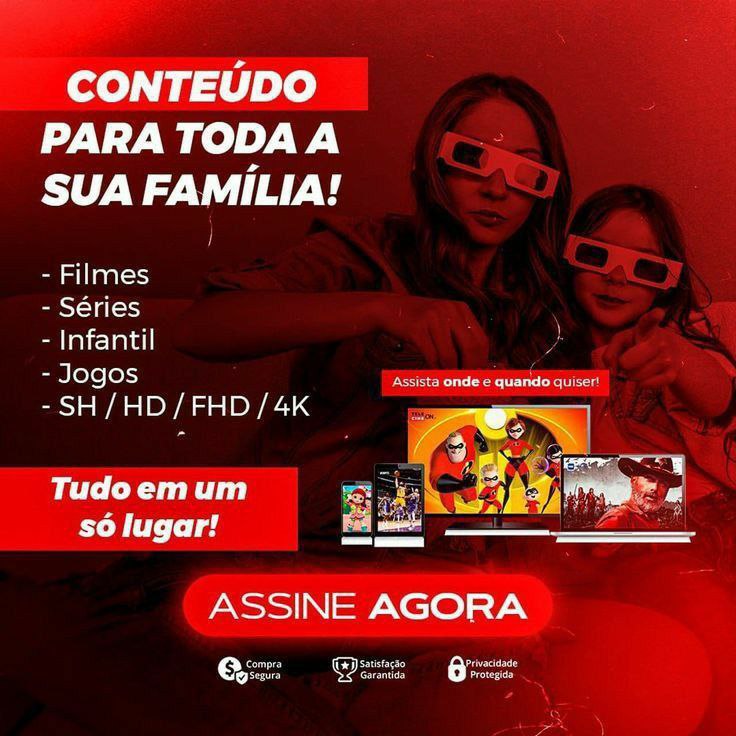 CONTEÚDO
PARA TODA A
SUA FAMÍLIA!
- Filmes
- Séries
- Infantil
- Jogos
- SH / HD / FHD / 4K
Assista onde e quando quiser!
Tudo em um
só lugar!
ASSINE AGORA
Compra
Segura
Satisfação
Garantida
Privacidade
Protegida